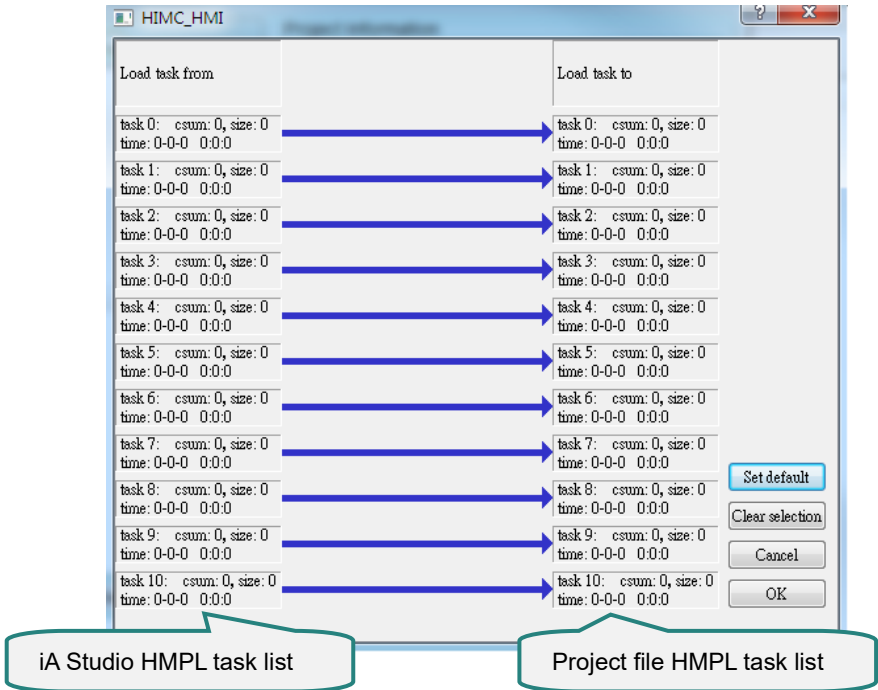 HIMC_HMI
Load task from
Load task to
task 0: csum: 0, size: 0
time: 0-0-0 0:0:0
task 0: csum: 0, size: 0
time: 0-0-0 0:0:0
task 1: csum: 0, size: 0
time: 0-0-0 0:0:0
task 1: csum: 0, size: 0
time: 0-0-0 0:0:0
task 2: csum: 0, size: 0
time: 0-0-0 0:0:0
task 2: csum: 0, size: 0
time: 0-0-0 0:0:0
task 3: csum: 0, size: 0
time: 0-0-0 0:0:0
task 3: csum: 0, size: 0
time: 0-0-0 0:0:0
task 4: csum: 0, size: 0
time: 0-0-0 0:0:0
task 4: csum: 0, size: 0
time: 0-0-0 0:0:0
task 5: csum: 0, size: 0
time: 0-0-0 0:0:0
task 5: csum: 0, size: 0
time: 0-0-0 0:0:0
task 6: csum: 0, size: 0
time: 0-0-0 0:0:0
task 6: csum: 0, size: 0
time: 0-0-0 0:0:0
task 7: csum: 0, size: 0
time: 0-0-0 0:0:0
task 7: csum: 0, size: 0
time: 0-0-0 0:0:0
task 8: csum: 0, size: 0
time: 0-0-0 0:0:0
task 8: csum: 0, size: 0
time: 0-0-0 0:0:0
task 9: csum: 0, size: 0
time: 0-0-0 0:0:0
task 9: csum: 0, size: 0
time: 0-0-0 0:0:0
task 10: csum: 0, size: 0
time: 0-0-0 0:0:0
task 10: csum: 0, size: 0
time: 0-0-0 0:0:0
Set default
Clear selection
Cancel
OK
iA Studio HMPL task list
Project file HMPL task list